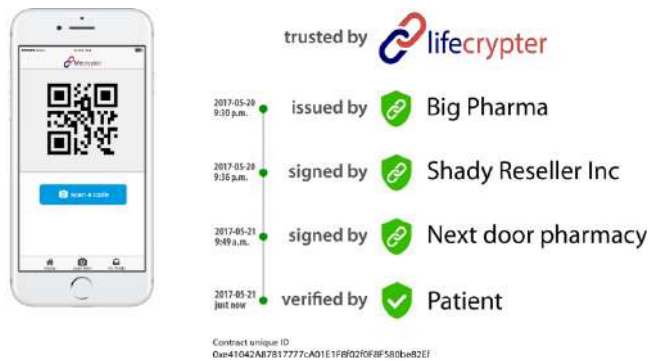 lifecrypter
scan a code
trusted by lifecrypter
2017-05-20
9:30 p.m.
issued by Big Pharma
2017-05-20
9:36 p.m.
signed by Shady Reseller Inc
2017-05-21
9:49 a.m.
signed by Next door pharmacy
2017-05-21
just now
verified by Patient
Contract unique ID